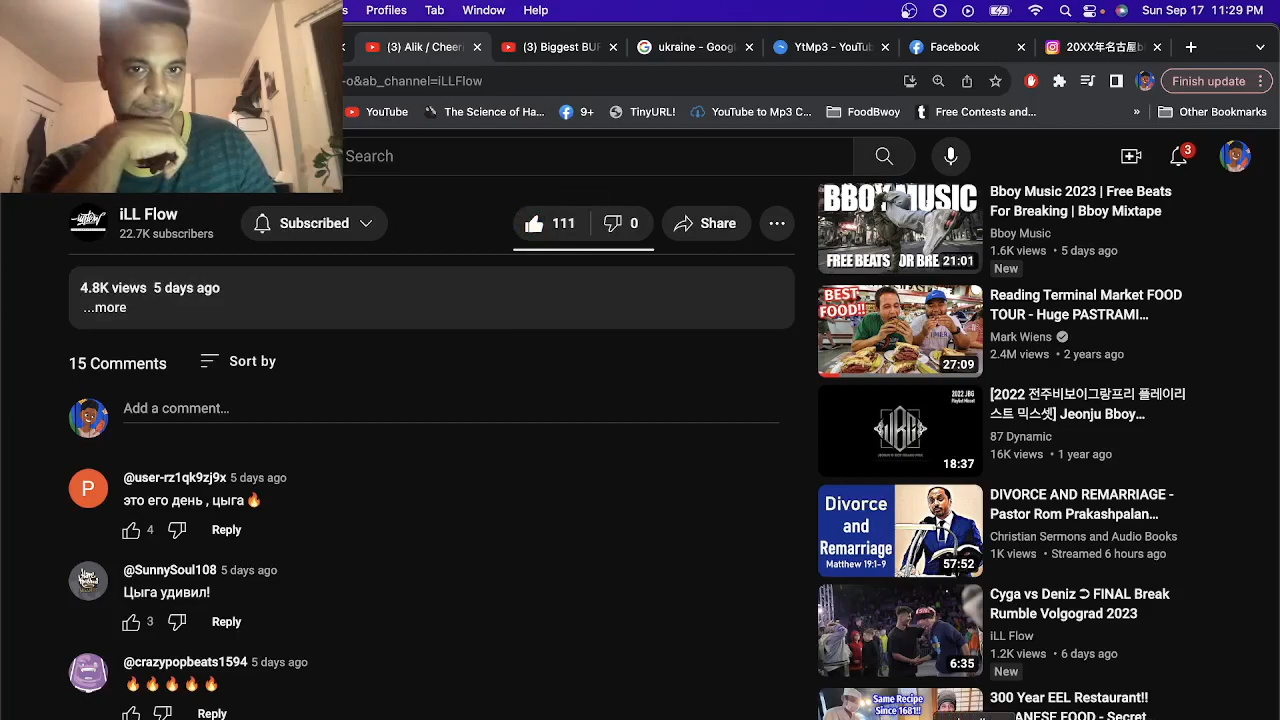 Profiles Tab Window Help Sun Sep 17 11:29 PM
(3) Alik / Cheer
(3) Biggest BUF
ukraine - Googl
YtMP3 - YouTub
Facebook
20XX年名古屋bi
-o&ab_channel=iLLFlow
Finish update
YouTube
The Science of Ha...
9+
TinyURL!
YouTube to Mp3 C...
FoodBwoy
Free Contests and...
»
Other Bookmarks
Search
3
iLL Flow
22.7K subscribers
Subscribed
111
0
Share
4.8K views 5 days ago
...more
15 Comments
Sort by
Add a comment...
@user-rz1qk9zj9x 5 days ago
это его день , цыга🔥
4
Reply
@SunnySoul108 5 days ago
Цыга удивил!
3
Reply
@crazypopbeats1594 5 days ago
🔥🔥🔥🔥🔥
Reply
BBOY MUSIC
FREE BEATS FOR BRE
21:01
Bboy Music 2023 | Free Beats
For Breaking | Bboy Mixtape
Bboy Music
1.6K views • 5 days ago
New
BEST
FOOD!!
27:09
Reading Terminal Market FOOD
TOUR - Huge PASTRAMI...
Mark Wiens
2.4M views • 2 years ago
2022 JBG
Playlist Mixset
JBG
18:37
[2022 전주비보이그랑프리 플레이리
스트 믹스셋] Jeonju Bboy...
87 Dynamic
16K views • 1 year ago
Divorce
and
Remarriage
Matthew 19:1-9
57:52
DIVORCE AND REMARRIAGE -
Pastor Rom Prakashpalan...
Christian Sermons and Audio Books
1K views • Streamed 6 hours ago
6:35
Cyga vs Deniz ⊃ FINAL Break
Rumble Volgograd 2023
iLL Flow
1.2K views • 6 days ago
New
Same Recipe
Since 1681!!
300 Year EEL Restaurant!!
ANESE FOOD - Secret